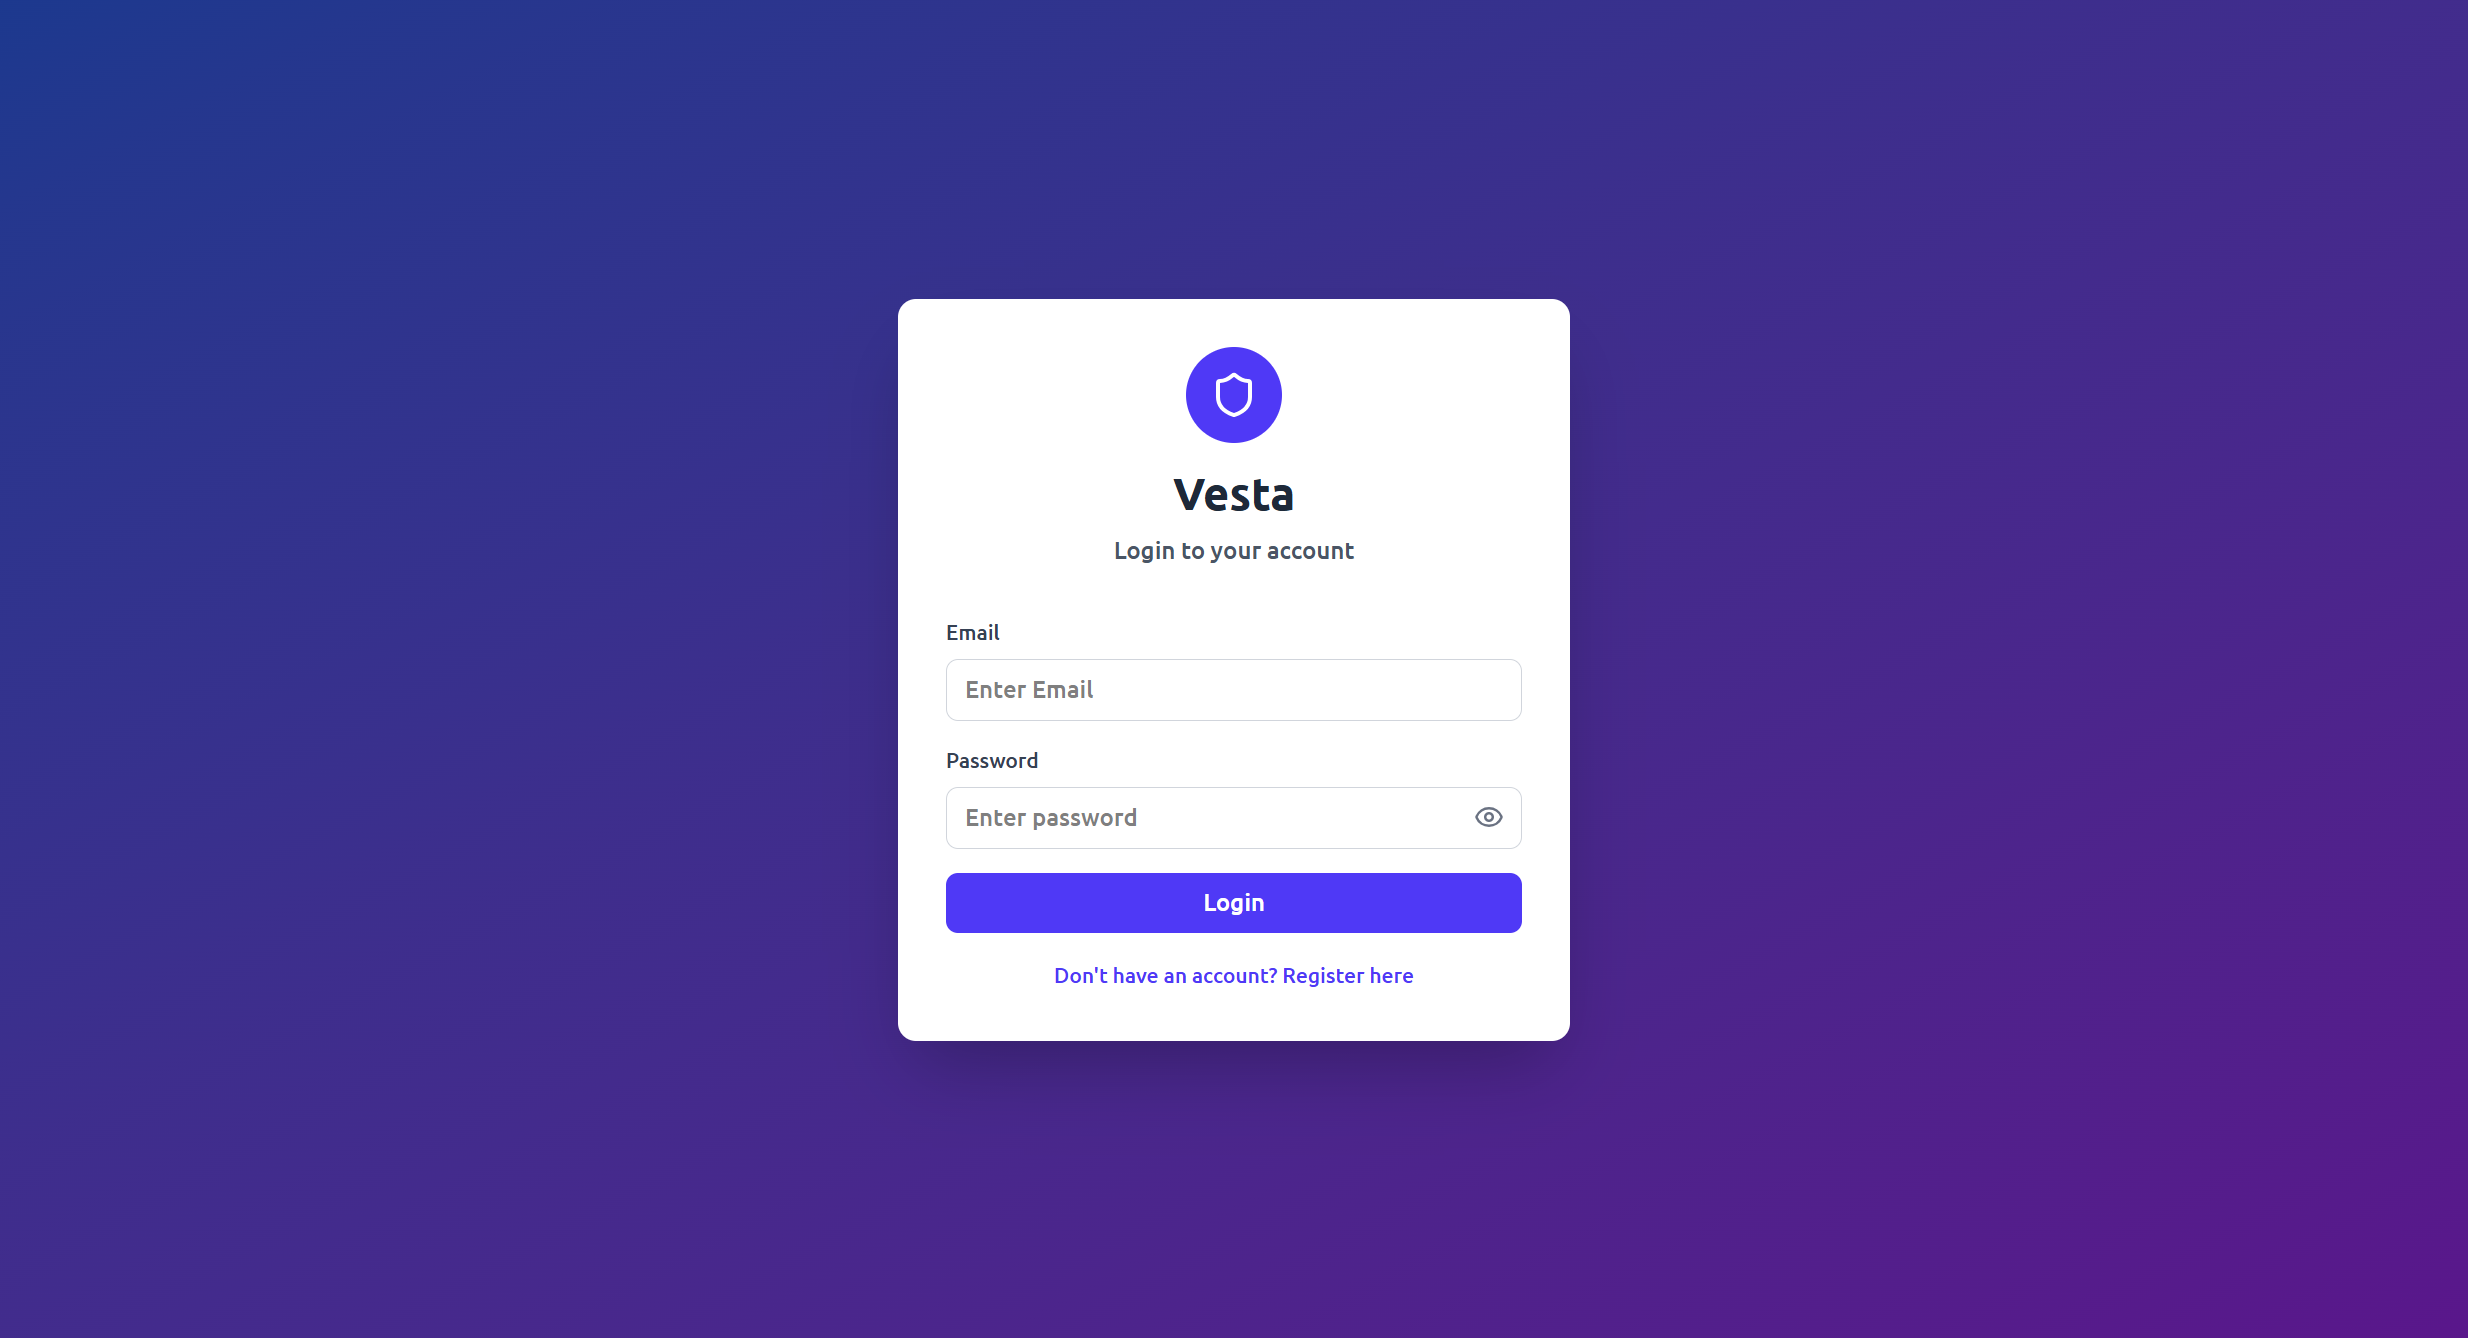 Vesta
Login to your account
Email
Enter Email
Password
Enter password
Login
Don't have an account? Register here